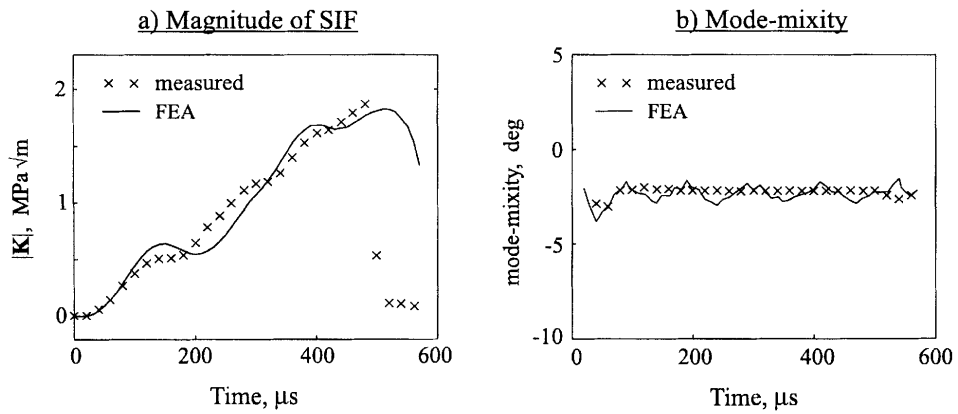 a) Magnitude of SIF
2
1
0
|K|, MPa √m
× × measured
FEA
0 200 400 600
Time, μs
b) Mode-mixity
5
0
-5
-10
mode-mixity, deg
× × measured
FEA
0 200 400 600
Time, μs